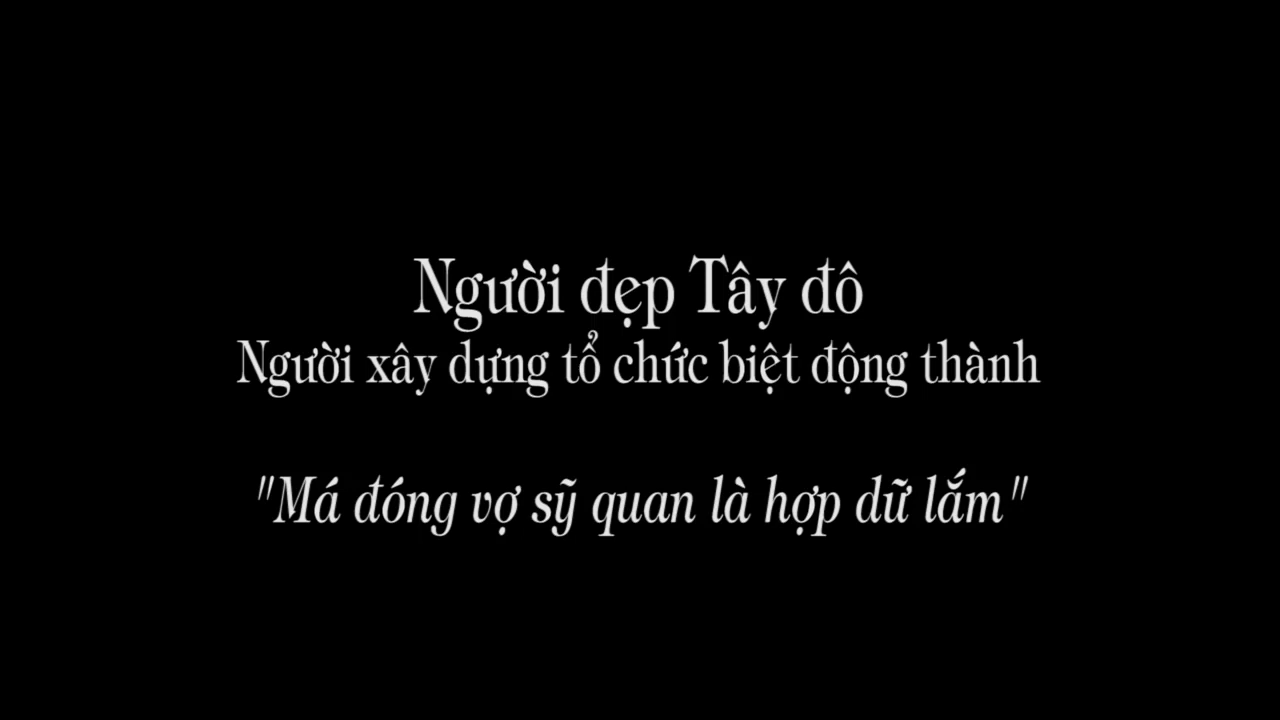 Người đẹp Tây đô
Người xây dựng tổ chức biệt động thành
"Má đóng vợ sỹ quan là hợp dữ lắm"